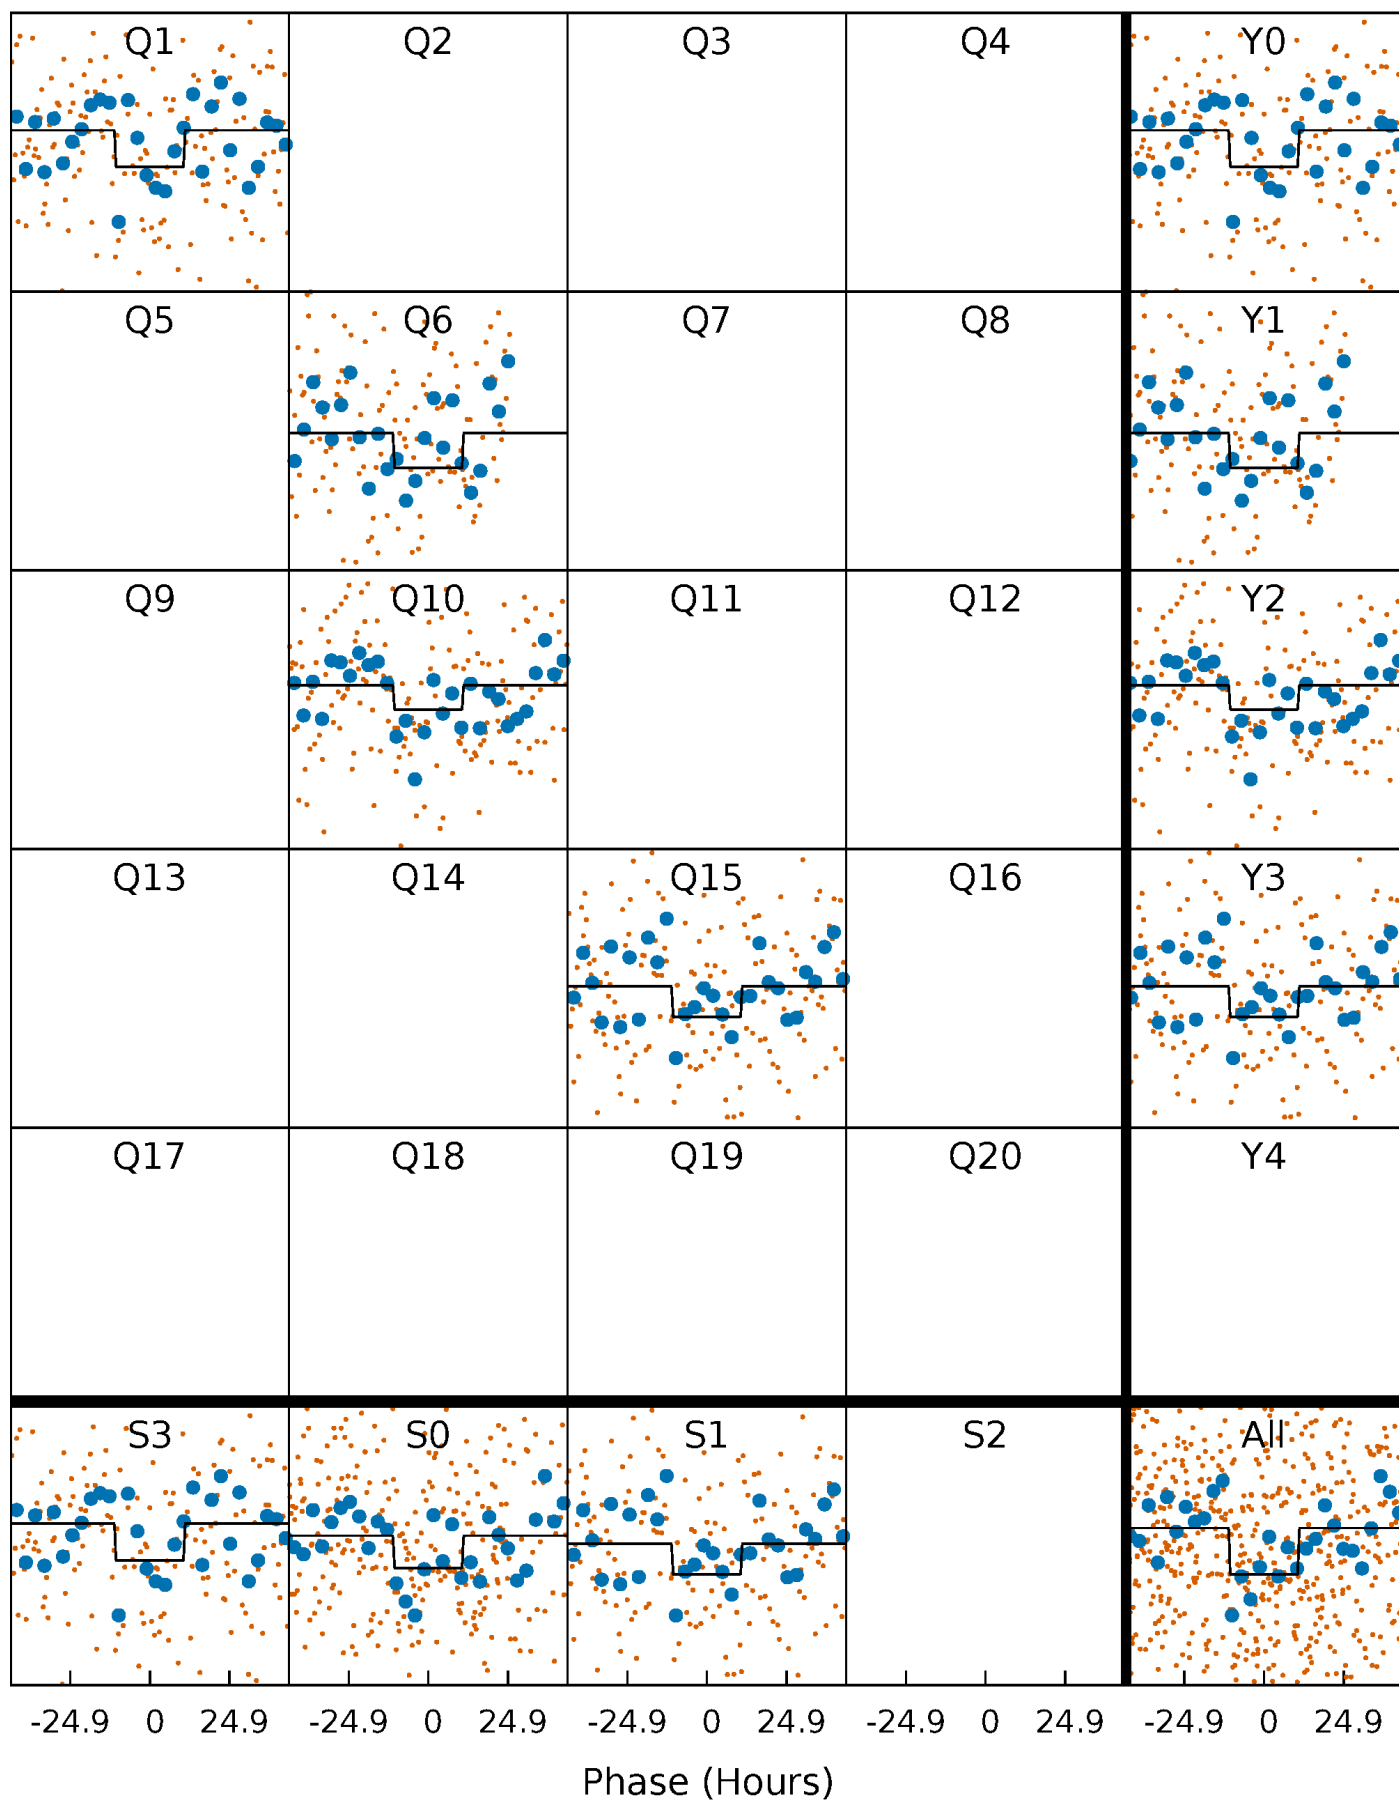 Q1 Q2 Q3 Q4 Y0
Q5 Q6 Q7 Q8 Y1
Q9 Q10 Q11 Q12 Y2
Q13 Q14 Q15 Q16 Y3
Q17 Q18 Q19 Q20 Y4
S3 S0 S1 S2 All
-24.9 0 24.9 -24.9 0 24.9 -24.9 0 24.9 -24.9 0 24.9 -24.9 0 24.9
Phase (Hours)